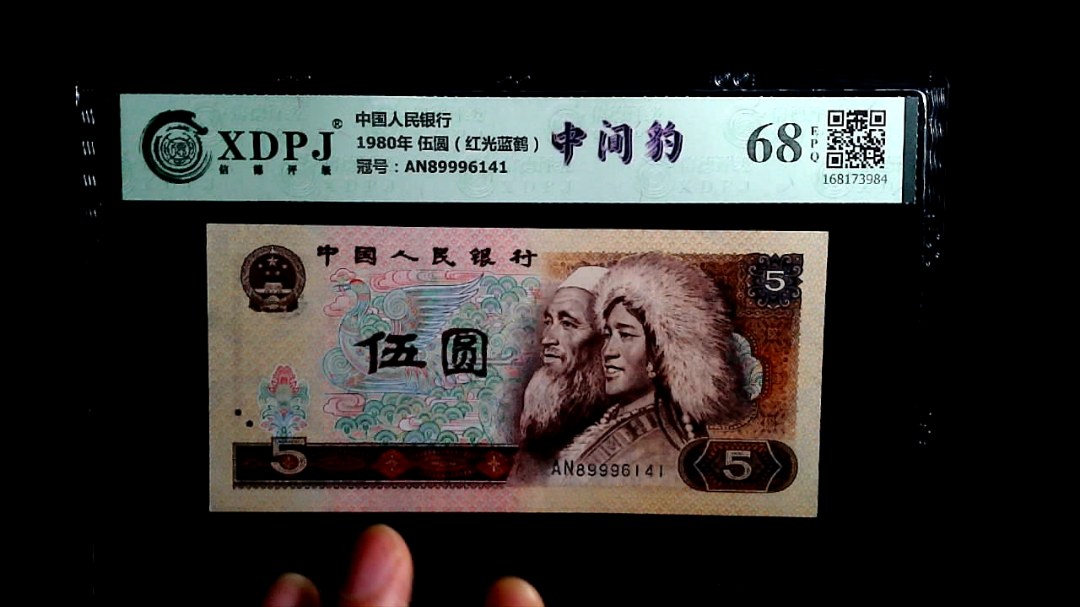 XDPJ®
信德评级
中国人民银行
1980年 伍圆（红光蓝鹤）
冠号：AN89996141
中间豹
68 EPQ
168173984
中国人民银行
5
伍圆
5
AN89996141
5